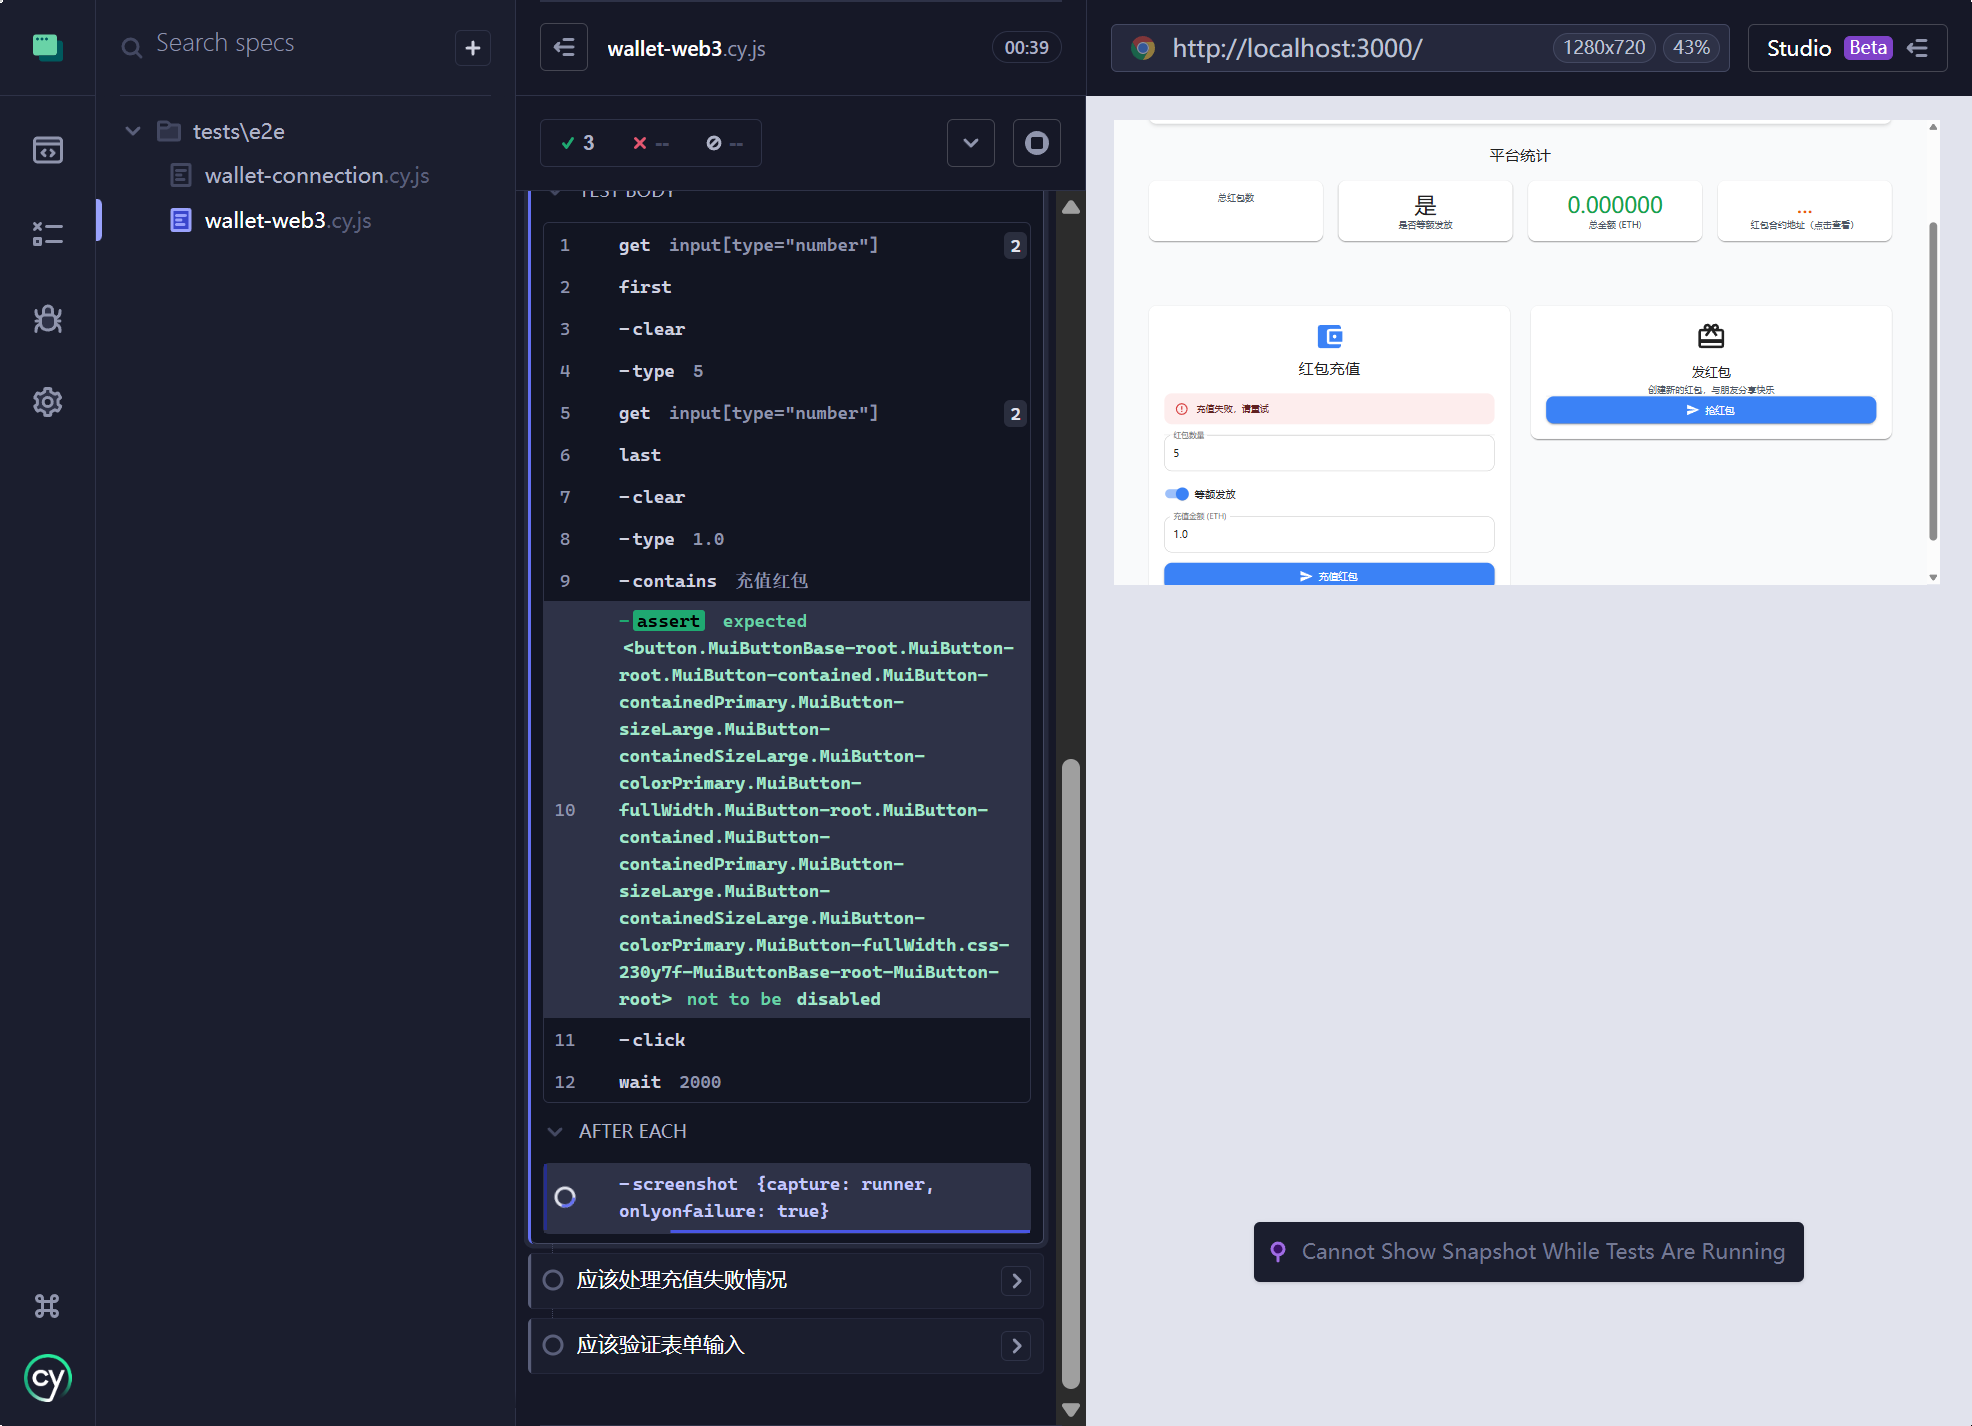 Search specs
tests\e2e
wallet-connection.cy.js
wallet-web3.cy.js
wallet-web3.cy.js
00:39
3 -- --
TEST BODY
1 get input[type="number"] 2
2 first
3 -clear
4 -type 5
5 get input[type="number"] 2
6 last
7 -clear
8 -type 1.0
9 -contains 充值红包
10 -assert expected
<button.MuiButtonBase-root.MuiButton-
root.MuiButton-contained.MuiButton-
containedPrimary.MuiButton-
sizeLarge.MuiButton-
containedSizeLarge.MuiButton-
colorPrimary.MuiButton-
fullWidth.MuiButton-root.MuiButton-
contained.MuiButton-
containedPrimary.MuiButton-
sizeLarge.MuiButton-
containedSizeLarge.MuiButton-
colorPrimary.MuiButton-fullWidth.css-
230y7f-MuiButtonBase-root-MuiButton-
root> not to be disabled
11 -click
12 wait 2000
AFTER EACH
-screenshot {capture: runner,
onlyonfailure: true}
应该处理充值失败情况
应该验证表单输入
cy
http://localhost:3000/
1280x720
43%
Studio Beta
平台统计
总红包数
是
是否等额发放
0.000000
总金额 (ETH)
...
红包合约地址（点击查看）
红包充值
充值失败，请重试
红包数量
5
等额发放
充值金额 (ETH)
1.0
充值红包
发红包
创建新的红包，与朋友分享快乐
抢红包
Cannot Show Snapshot While Tests Are Running